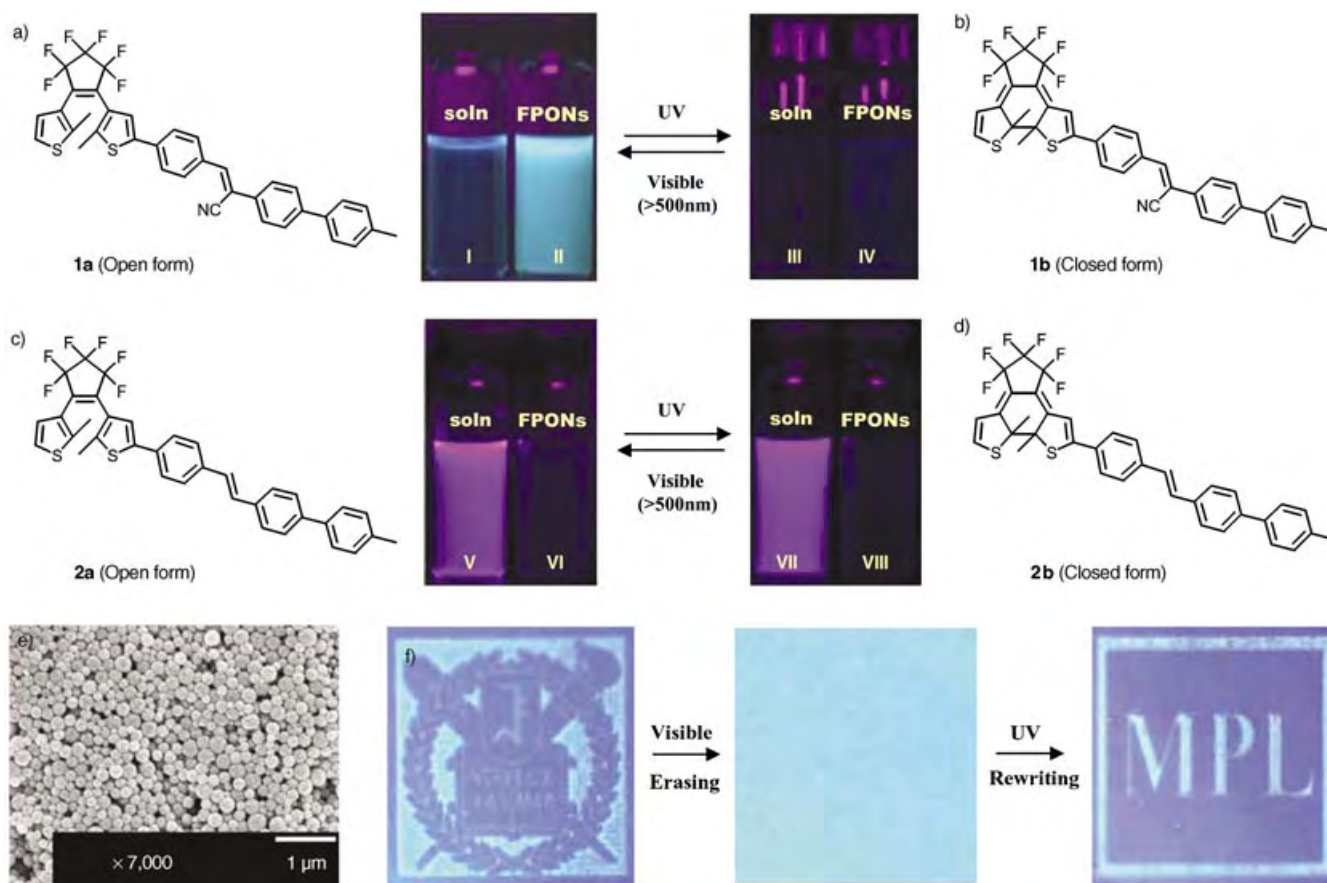 a)
F F F F F F
S S
NC
1a (Open form)
soln FPONs
I II
UV
Visible
(>500nm)
soln FPONs
III IV
b)
F F F F F F
S S
NC
1b (Closed form)
c)
F F F F F F
S S
2a (Open form)
soln FPONs
V VI
UV
Visible
(>500nm)
soln FPONs
VII VIII
d)
F F F F F F
S S
2b (Closed form)
e)
× 7,000 1 µm
f)
Visible
Erasing
UV
Rewriting
MPL